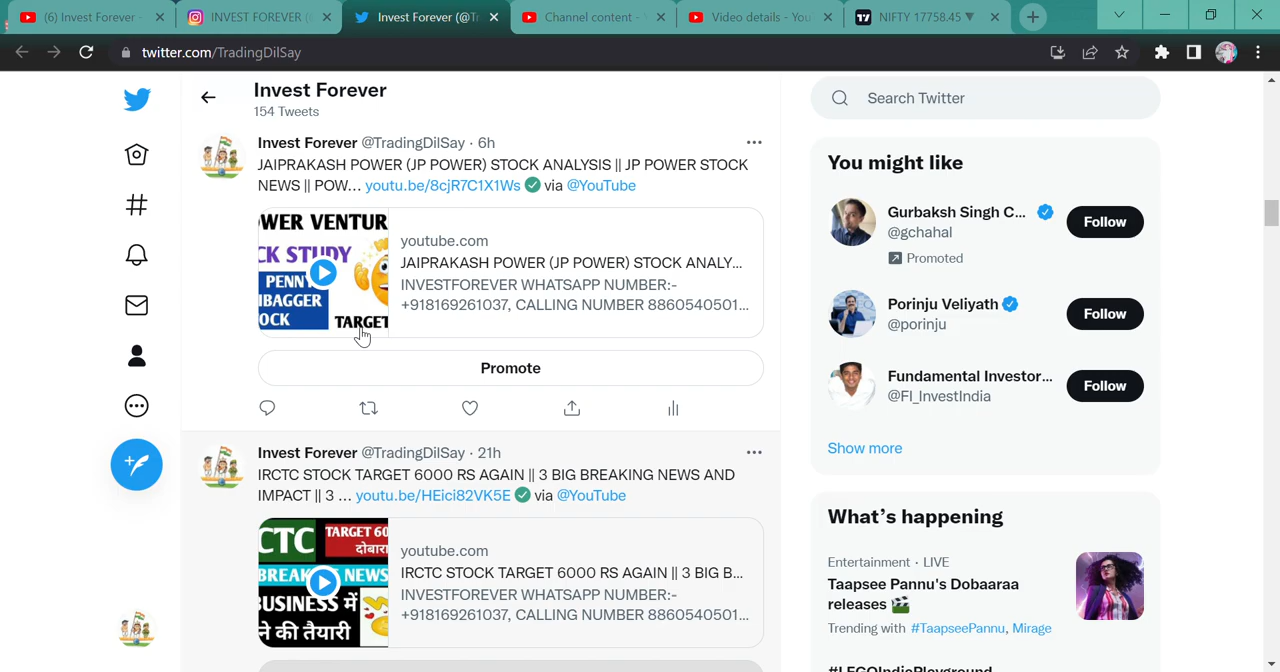 (6) Invest Forever -
INVEST FOREVER (
Invest Forever (@Tr
Channel content -
Video details - You
NIFTY 17758.45 ▼
twitter.com/TradingDilSay
Invest Forever
154 Tweets
Invest Forever @TradingDilSay · 6h
JAIPRAKASH POWER (JP POWER) STOCK ANALYSIS || JP POWER STOCK
NEWS || POW... youtu.be/8cjR7C1X1Ws ✅ via @YouTube
WER VENTUR
CK STUDY
PENNY
IBAGGER
OCK
TARGET
youtube.com
JAIPRAKASH POWER (JP POWER) STOCK ANALY...
INVESTFOREVER WHATSAPP NUMBER:-
+918169261037, CALLING NUMBER 8860540501...
Promote
Invest Forever @TradingDilSay · 21h
IRCTC STOCK TARGET 6000 RS AGAIN || 3 BIG BREAKING NEWS AND
IMPACT || 3 ... youtu.be/HEici82VK5E ✅ via @YouTube
CTC
TARGET 60
दोबारा
BREAK NEWS
BUSINESS में
ने की तैयारी
youtube.com
IRCTC STOCK TARGET 6000 RS AGAIN || 3 BIG B...
INVESTFOREVER WHATSAPP NUMBER:-
+918169261037, CALLING NUMBER 8860540501...
Search Twitter
You might like
Gurbaksh Singh C...
@gchahal
Promoted
Follow
Porinju Veliyath
@porinju
Follow
Fundamental Investor...
@FI_InvestIndia
Follow
Show more
What's happening
Entertainment · LIVE
Taapsee Pannu's Dobaaraa
releases 🎬
Trending with #TaapseePannu, Mirage
#LEGOIndiaPlayground